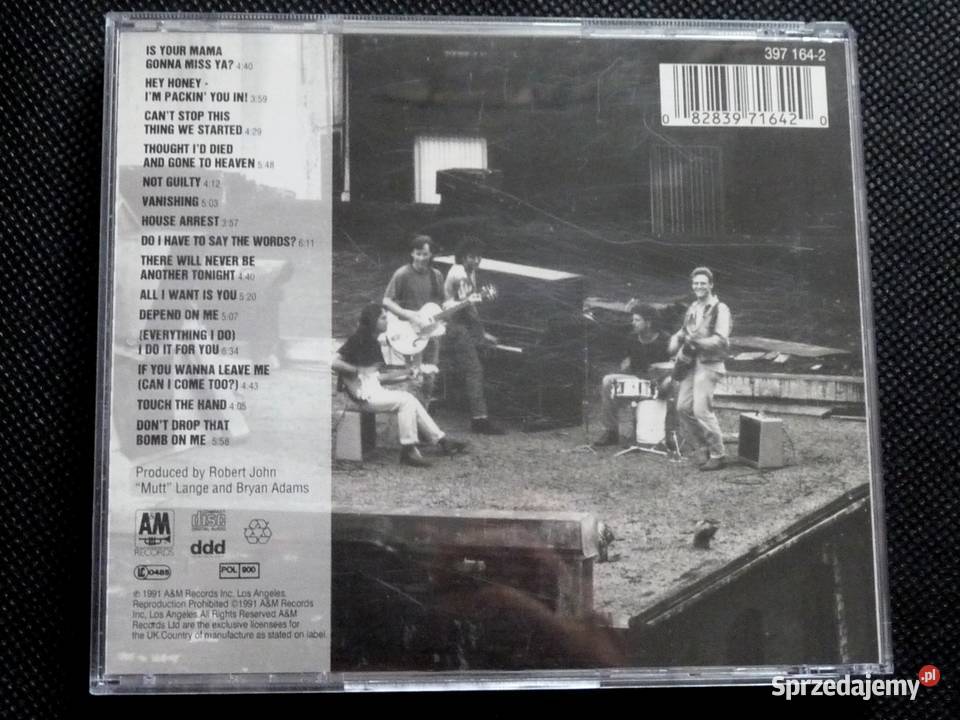 IS YOUR MAMA
GONNA MISS YA? 4:40
HEY HONEY -
I'M PACKIN' YOU IN! 3:59
CAN'T STOP THIS
THING WE STARTED 4:29
THOUGHT I'D DIED
AND GONE TO HEAVEN 5:48
NOT GUILTY 4:12
VANISHING 5:03
HOUSE ARREST 3:57
DO I HAVE TO SAY THE WORDS? 6:11
THERE WILL NEVER BE
ANOTHER TONIGHT 4:40
ALL I WANT IS YOU 5:20
DEPEND ON ME 5:07
(EVERYTHING I DO)
I DO IT FOR YOU 6:34
IF YOU WANNA LEAVE ME
(CAN I COME TOO?) 4:43
TOUCH THE HAND 4:05
DON'T DROP THAT
BOMB ON ME 5:58
Produced by Robert John
"Mutt" Lange and Bryan Adams
A&M
RECORDS
COMPACT
disc
DIGITAL AUDIO
ddd
LC 0485
POL 900
℗ 1991 A&M Records Inc, Los Angeles.
Reproduction Prohibited ©1991 A&M Records
Inc, Los Angeles All Rights Reserved A&M
Records Ltd are the exclusive licensees for
the UK.Country of manufacture as stated on label.
397 164-2
0 82839 71642 0
Sprzedajemy.pl